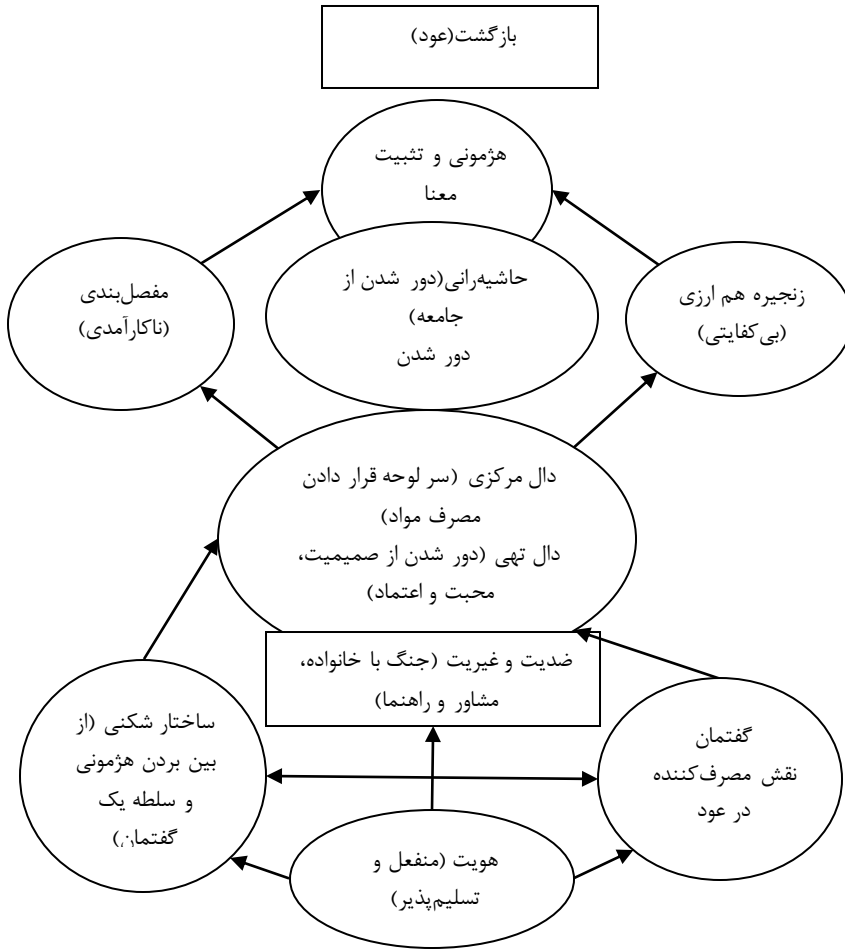 بازگشت(عود)
هژمونی و تثبیت
معنا
حاشیه‌رانی(دور شدن از
جامعه)
دور شدن
زنجیره هم ارزی
(بی‌کفایتی)
مفصل‌بندی
(ناکارآمدی)
دال مرکزی (سر لوحه قرار دادن
مصرف مواد)
دال تهی (دور شدن از صمیمیت،
محبت و اعتماد)
ضدیت و غیریت (جنگ با خانواده،
مشاور و راهنما)
گفتمان
نقش مصرف‌کننده
در عود
ساختار شکنی (از
بین بردن هژمونی
و سلطه یک
گفتمان)
هویت (منفعل و
تسلیم‌پذیر)